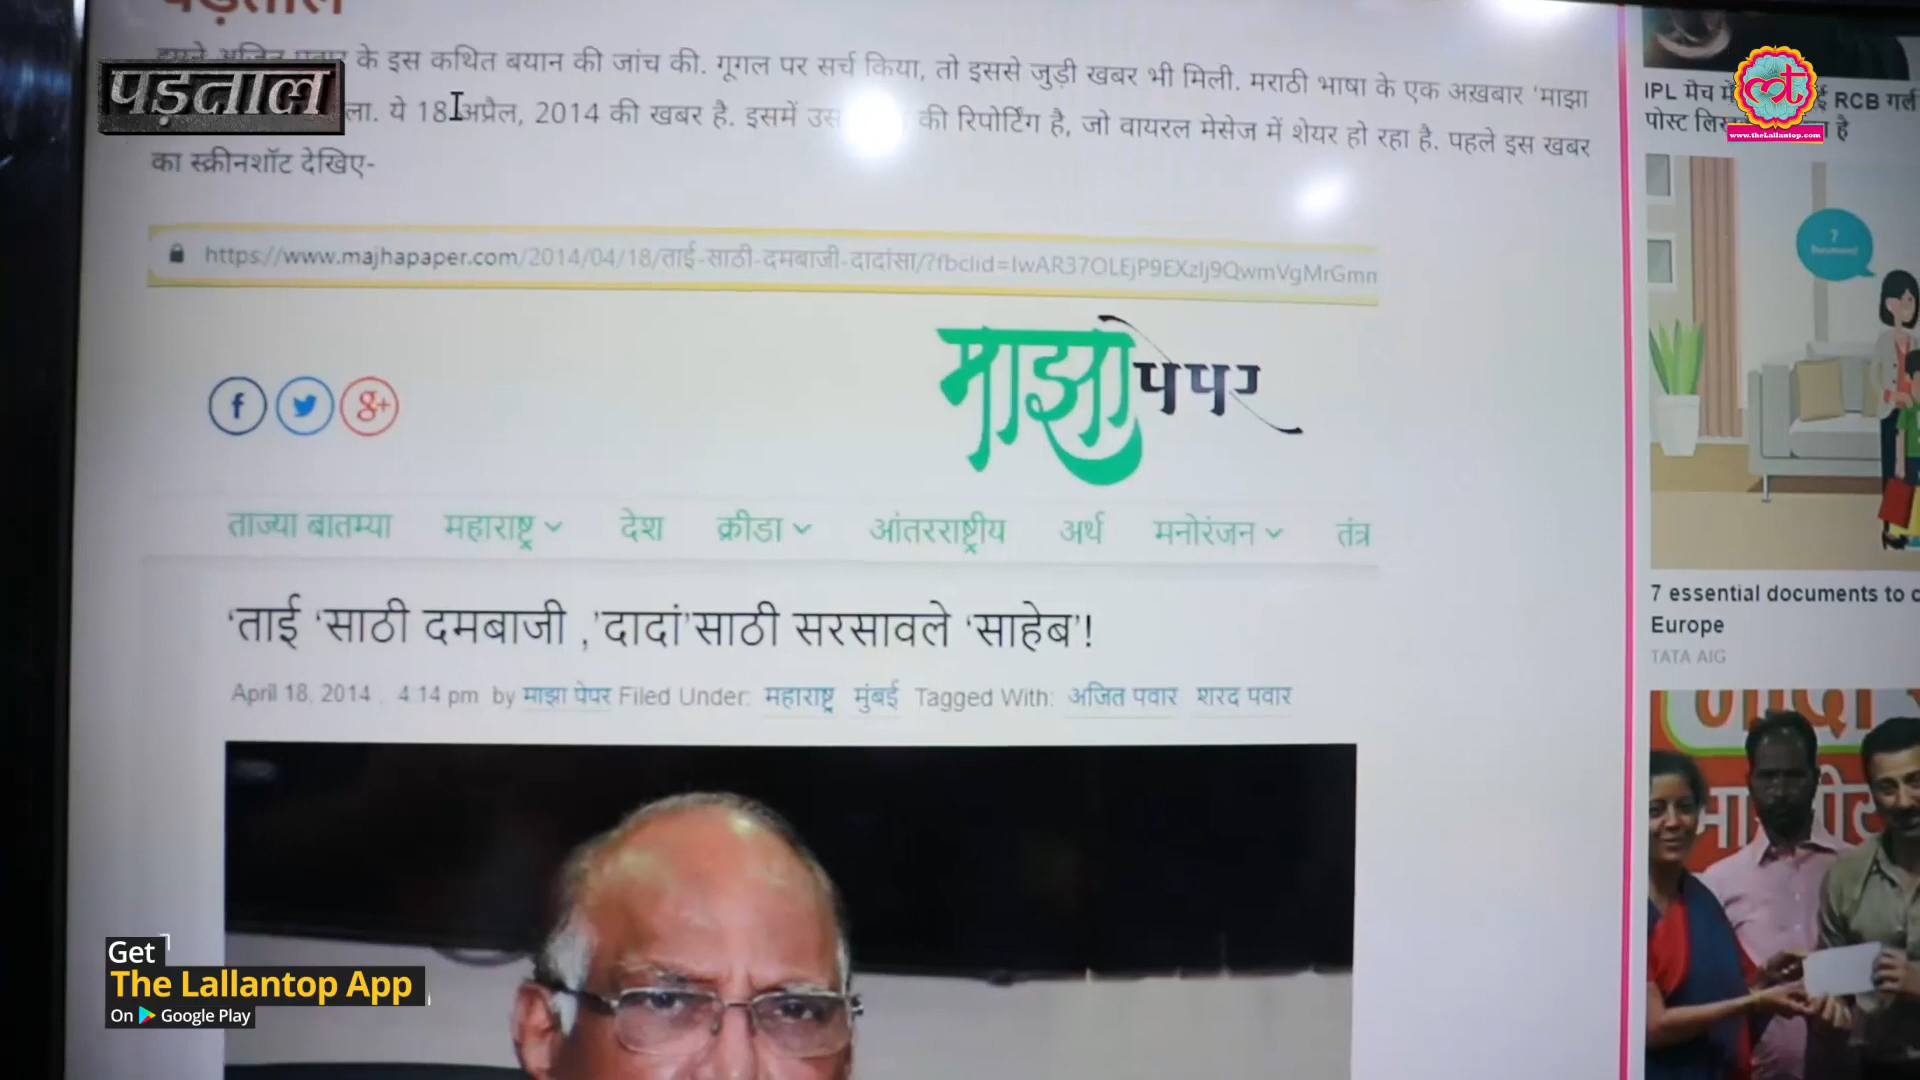 पड़ताल
के इस कथित बयान की जांच की. गूगल पर सर्च किया, तो इससे जुड़ी खबर भी मिली. मराठी भाषा के एक अखबार 'माझा
पड़ताल
ला. ये 18 अप्रैल, 2014 की खबर है. इसमें उस की रिपोर्टिंग है, जो वायरल मेसेज में शेयर हो रहा है. पहले इस खबर
का स्क्रीनशॉट देखिए-
https://www.majhapaper.com/2014/04/18/ताई-साठी-दमबाजी-दादांसा/?fbclid=IwAR37OLEjP9EXzIj9QwmVgMrGmn
f g+
माझा पेपर
ताज्या बातम्या महाराष्ट्र देश क्रीडा आंतरराष्ट्रीय अर्थ मनोरंजन तंत्र
'ताई 'साठी दमबाजी ,'दादां'साठी सरसावले 'साहेब'!
April 18, 2014 , 4:14 pm by माझा पेपर Filed Under: महाराष्ट्र मुंबई Tagged With: अजित पवार शरद पवार
Get
The Lallantop App
On Google Play
IPL मैच में RCB गर्ल
पोस्ट है
www.theLallantop.com
7 essential documents to c
Europe
TATA AIG